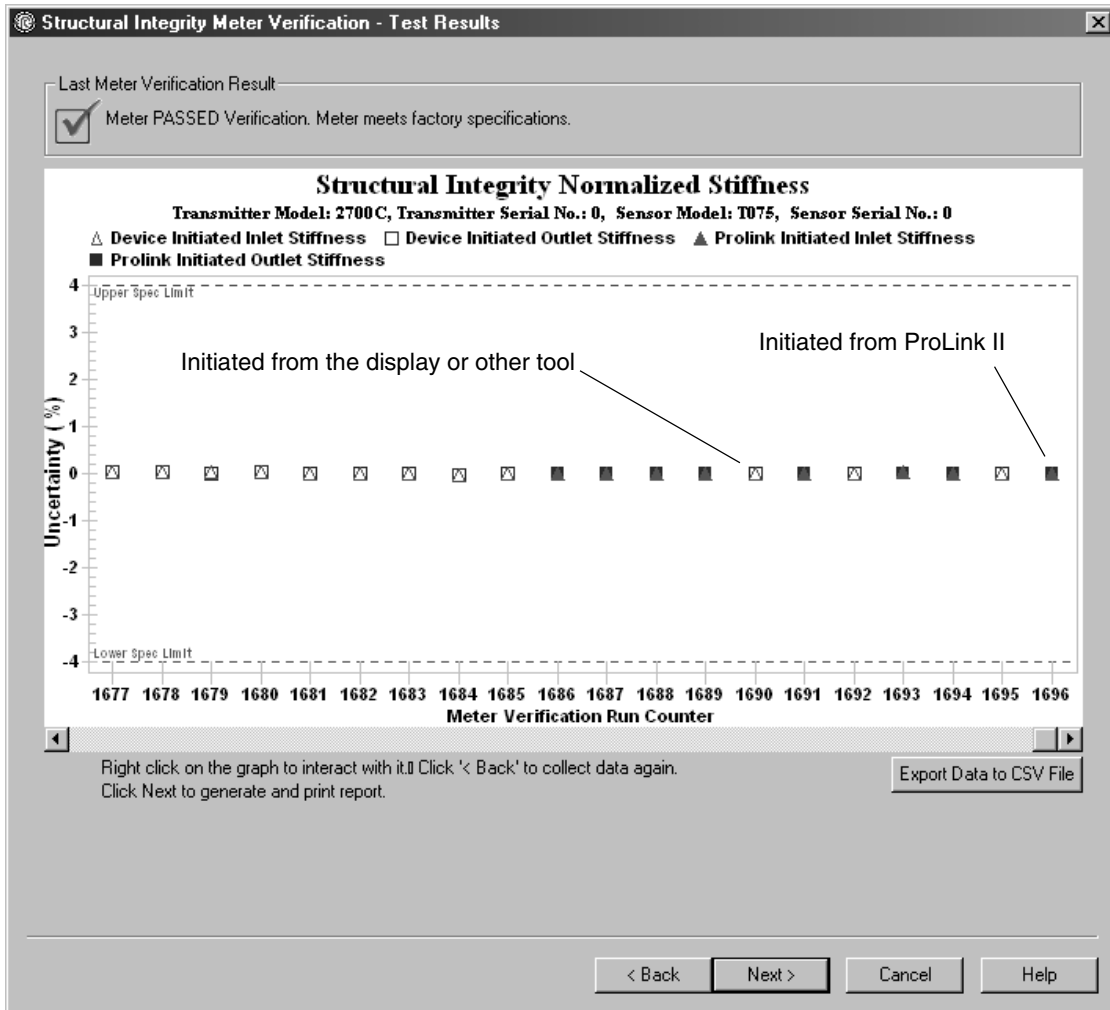 Structural Integrity Meter Verification - Test Results
Last Meter Verification Result
Meter PASSED Verification. Meter meets factory specifications.
Structural Integrity Normalized Stiffness
Transmitter Model: 2700C, Transmitter Serial No.: 0, Sensor Model: T075, Sensor Serial No.: 0
Device Initiated Inlet Stiffness Device Initiated Outlet Stiffness Prolink Initiated Inlet Stiffness
Prolink Initiated Outlet Stiffness
Uncertainty (%)
4
Upper Spec Limit
3
Initiated from the display or other tool
Initiated from ProLink II
2
1
0
-1
-2
-3
Lower Spec Limit
-4
1677 1678 1679 1680 1681 1682 1683 1684 1685 1686 1687 1688 1689 1690 1691 1692 1693 1694 1695 1696
Meter Verification Run Counter
Right click on the graph to interact with it. Click '< Back' to collect data again.
Click Next to generate and print report.
Export Data to CSV File
< Back Next > Cancel Help